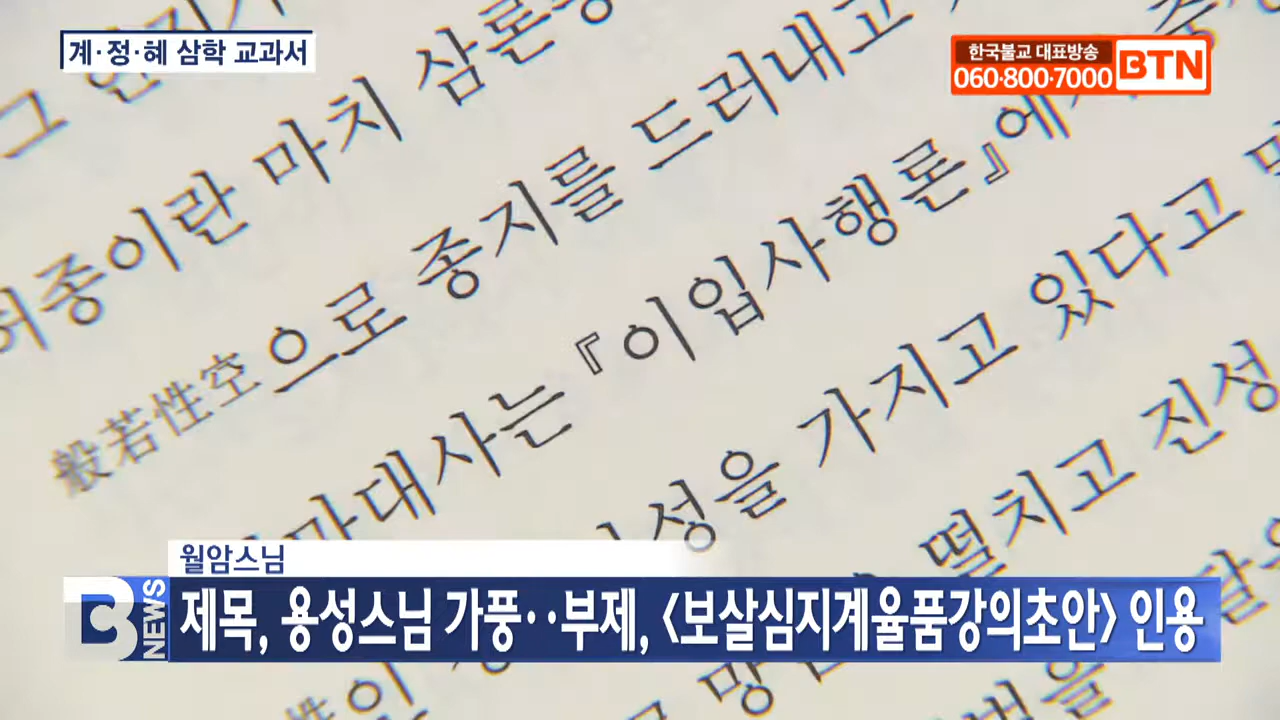 계·정·혜 삼학 교과서
한국불교 대표방송
060·800·7000 BTN
허종이란 마치 삼론종
般若性空으로 종지를 드러내고
마대사는 『이입사행론』에서
성을 가지고 있다고
떨치고 진성
월암스님
B NEWS
제목, 용성스님 가풍··부제, <보살심지계율품강의초안> 인용